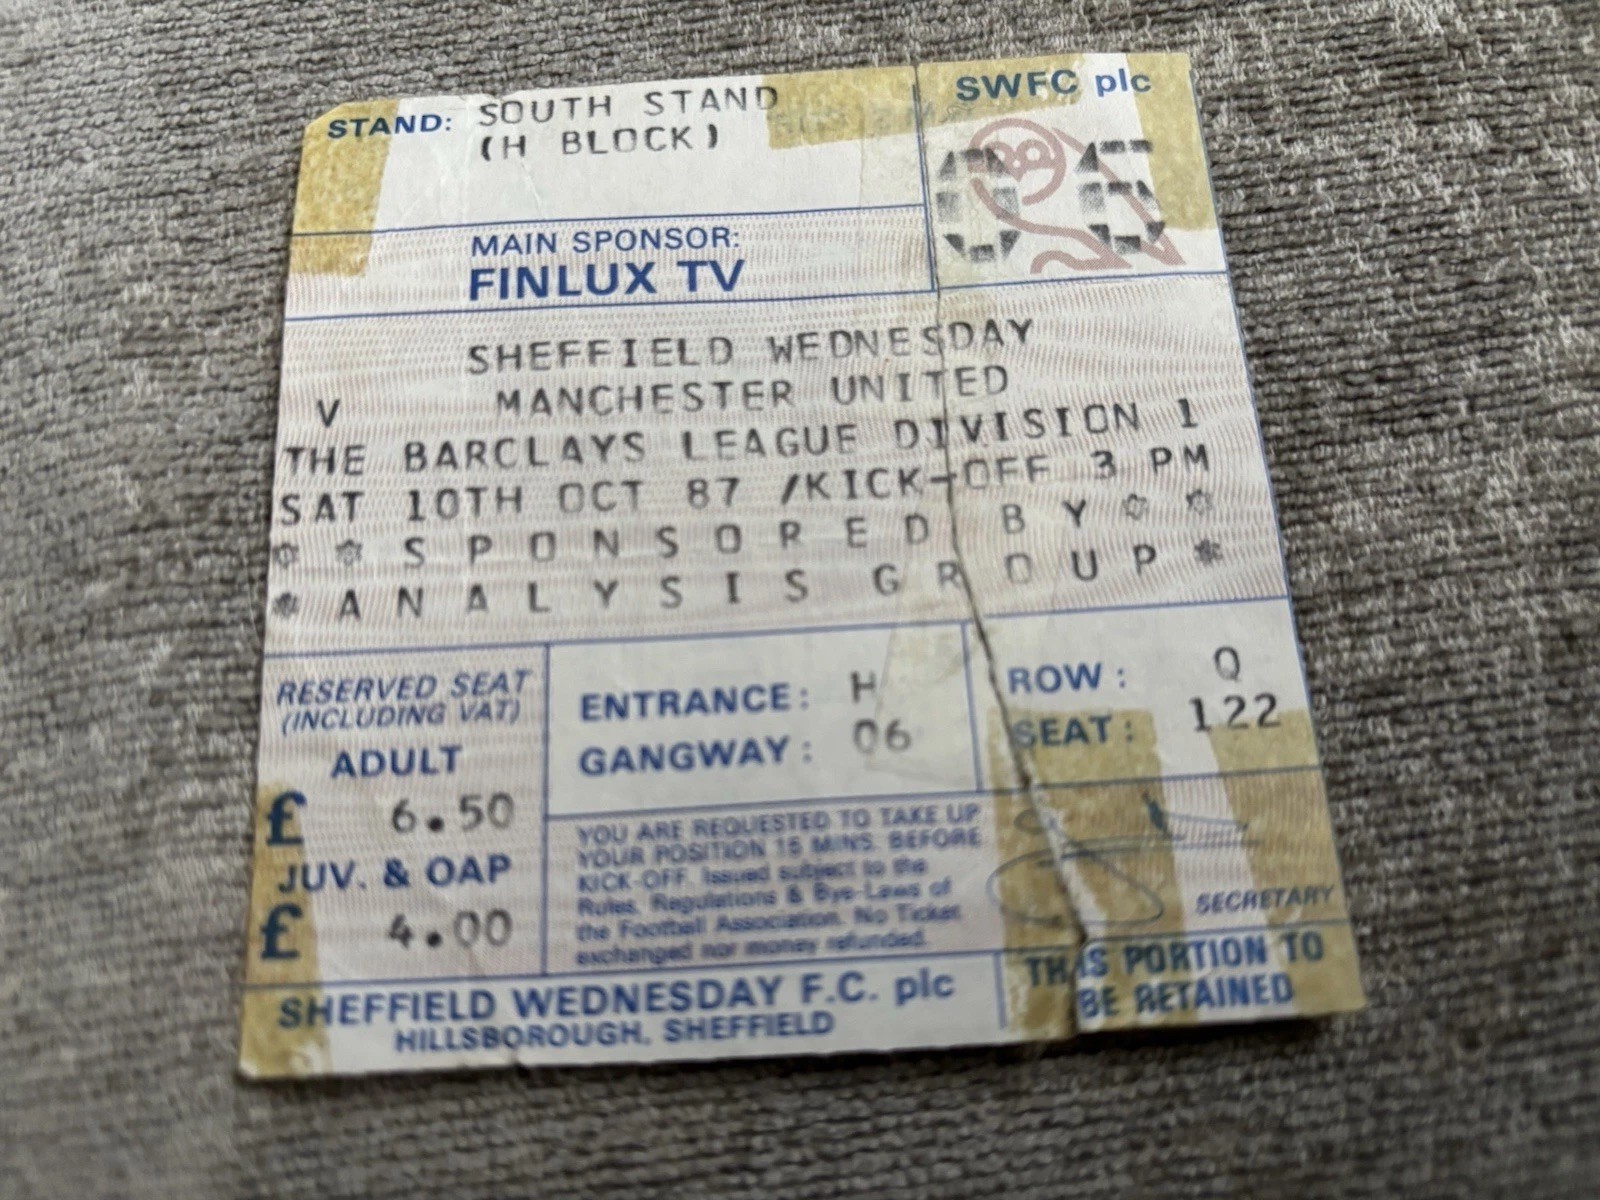 STAND: SOUTH STAND
(H BLOCK)
SWFC plc
06
MAIN SPONSOR:
FINLUX TV
SHEFFIELD WEDNESDAY
V MANCHESTER UNITED
THE BARCLAYS LEAGUE DIVISION 1
SAT 10TH OCT 87 /KICK-OFF 3 PM
* * S P O N S O R E D B Y * *
* A N A L Y S I S G R O U P *
RESERVED SEAT
(INCLUDING VAT)
ADULT
£ 6.50
JUV. & OAP
£ 4.00
ENTRANCE: H
GANGWAY: 06
ROW: Q
SEAT: 122
YOU ARE REQUESTED TO TAKE UP
YOUR POSITION 15 MINS. BEFORE
KICK-OFF. Issued subject to the
Rules, Regulations & Bye-Laws of
the Football Association. No Ticket
exchanged nor money refunded.
SECRETARY
SHEFFIELD WEDNESDAY F.C. plc
HILLSBOROUGH, SHEFFIELD
THIS PORTION TO
BE RETAINED